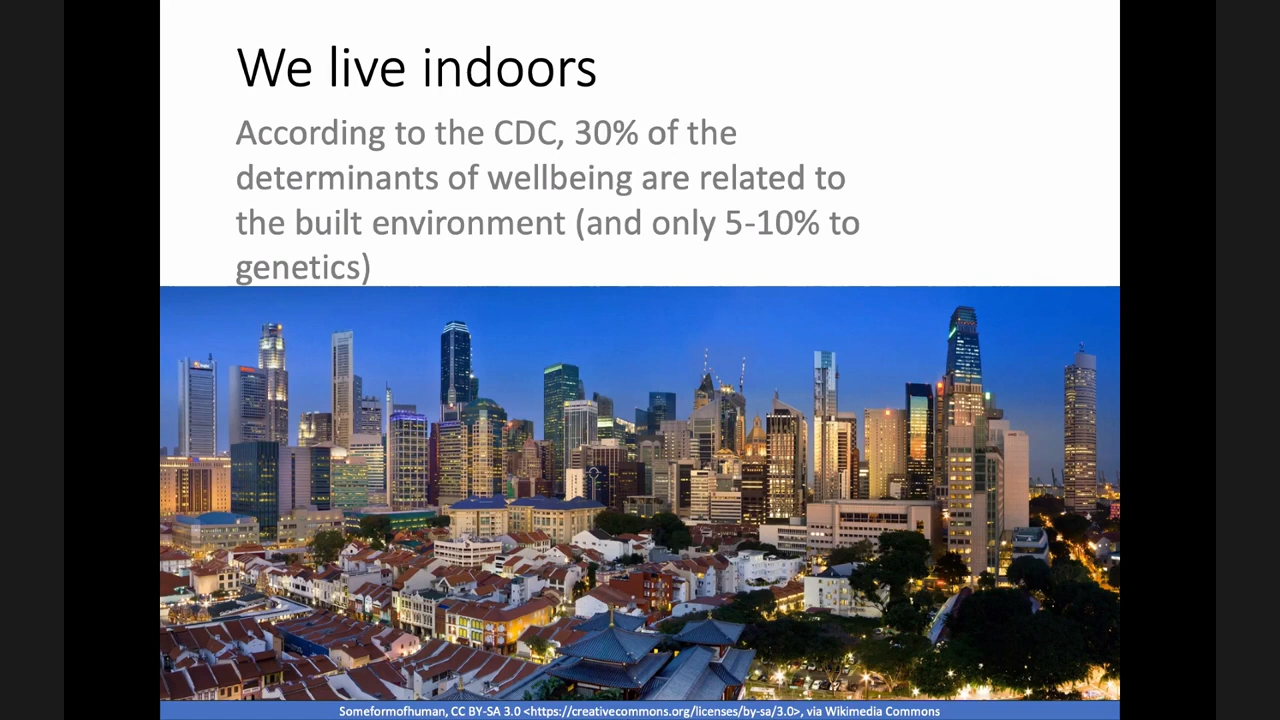 We live indoors
According to the CDC, 30% of the
determinants of wellbeing are related to
the built environment (and only 5-10% to
genetics)
Someformofhuman, CC BY-SA 3.0 <https://creativecommons.org/licenses/by-sa/3.0>, via Wikimedia Commons